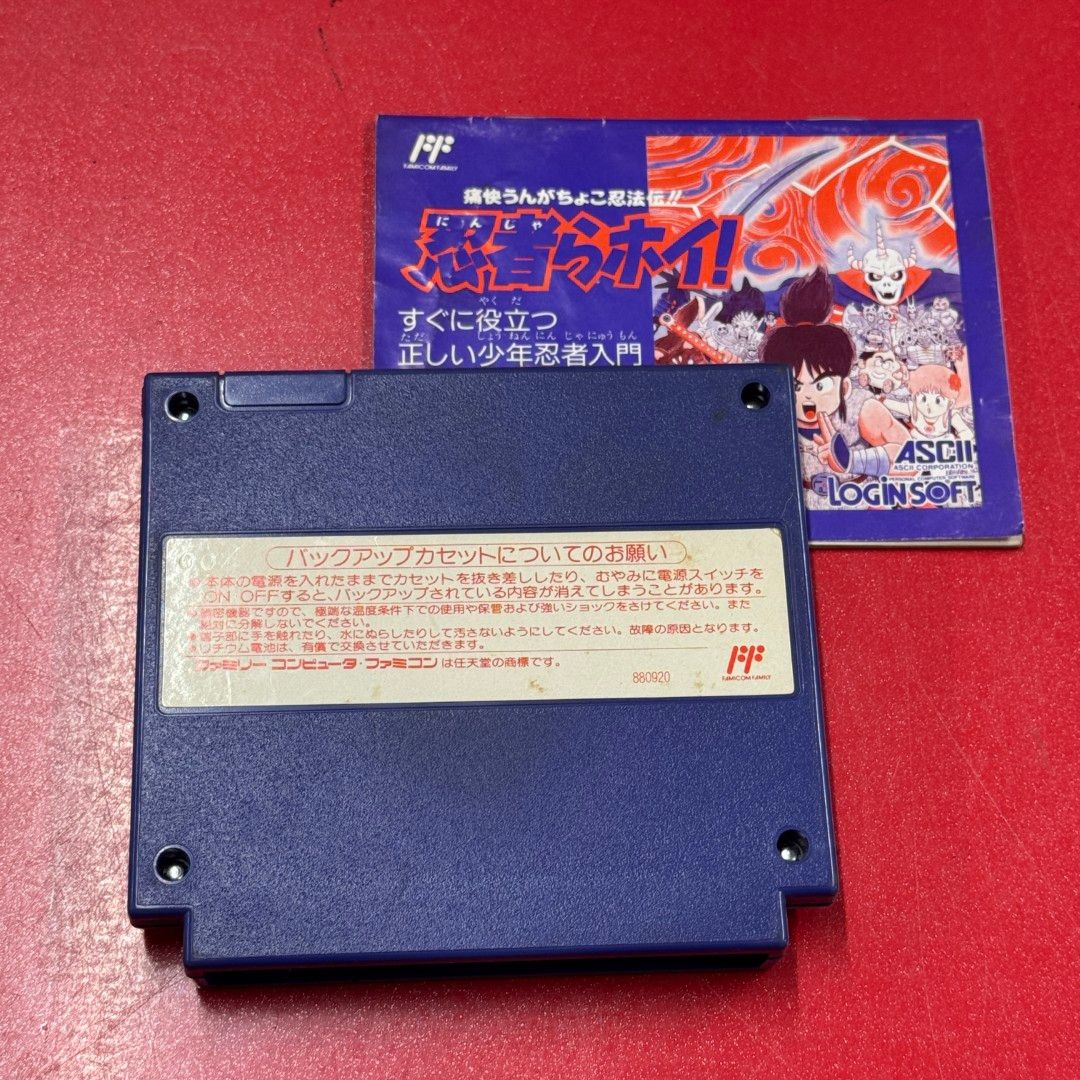 FAMICOM FAMILY
痛快うんがちょこ忍法伝!!
にんじゃ
忍者らホイ!
やくだ
すぐに役立つ
ただ しょうねんにんじゃにゅうもん
正しい少年忍者入門
ASCII
ASCII CORPORATION
PERSONAL COMPUTER SOFTWARE
LOGiN SOFT
バックアップカセットについてのお願い
●本体の電源を入れたままでカセットを抜き差ししたり、むやみに電源スイッチを
ON・OFFすると、バックアップされている内容が消えてしまうことがあります。
●精密機器ですので、極端な温度条件下での使用や保管および強いショックをさけてください。また
絶対に分解しないでください。
●端子部に手を触れたり、水にぬらしたりして汚さないようにしてください。故障の原因となります。
●リチウム電池は、有償で交換させていただきます。
ファミリーコンピュータ・ファミコンは任天堂の商標です。
880920
FAMICOM FAMILY